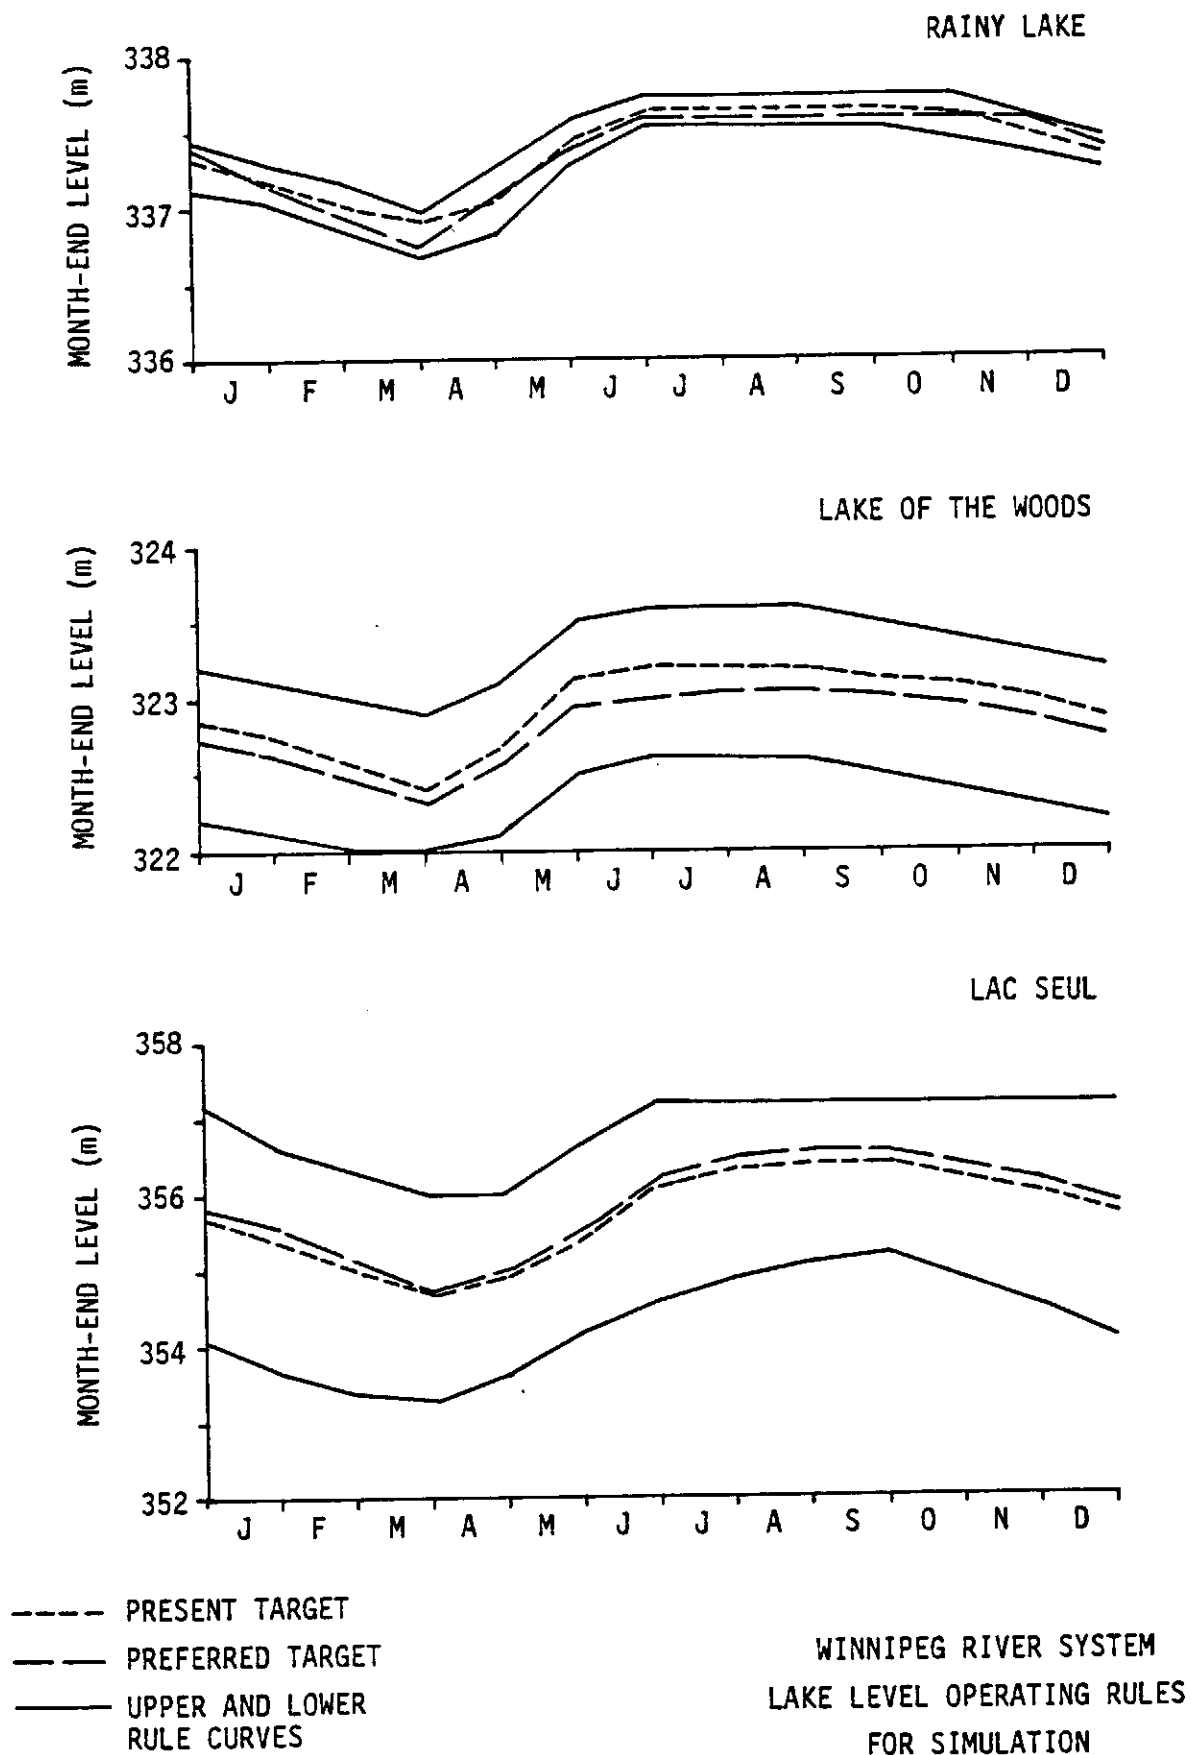 RAINY LAKE
MONTH-END LEVEL (m)
338
337
336
J F M A M J J A S O N D
LAKE OF THE WOODS
MONTH-END LEVEL (m)
324
323
322
J F M A M J J A S O N D
LAC SEUL
MONTH-END LEVEL (m)
358
356
354
352
J F M A M J J A S O N D
PRESENT TARGET
PREFERRED TARGET
UPPER AND LOWER
RULE CURVES
WINNIPEG RIVER SYSTEM
LAKE LEVEL OPERATING RULES
FOR SIMULATION